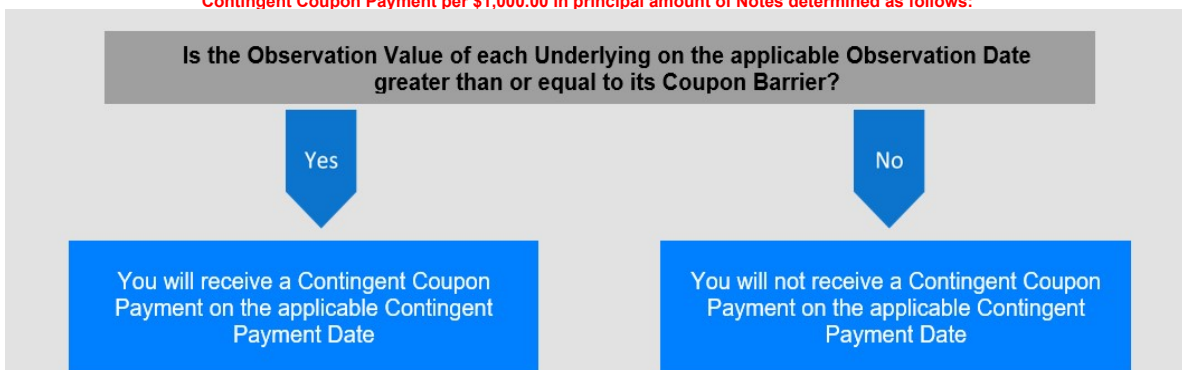 Contingent Coupon Payment per $1,000.00 in principal amount of Notes determined as follows:
Is the Observation Value of each Underlying on the applicable Observation Date
greater than or equal to its Coupon Barrier?
Yes
No
You will receive a Contingent Coupon
Payment on the applicable Contingent
Payment Date
You will not receive a Contingent Coupon
Payment on the applicable Contingent
Payment Date